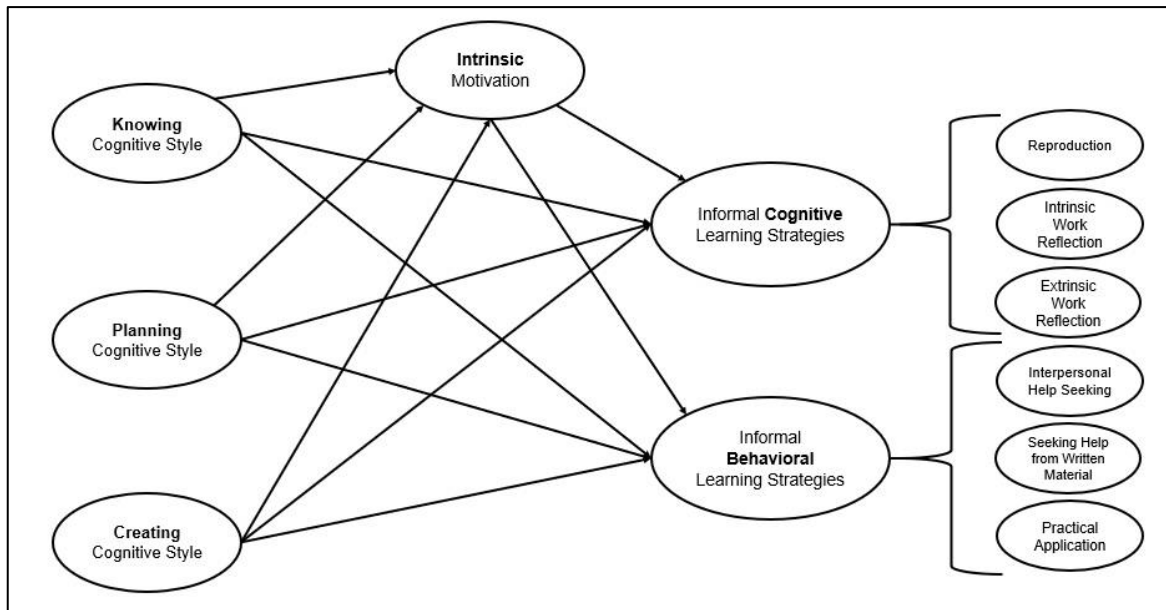 Intrinsic
Motivation
Knowing
Cognitive Style
Planning
Cognitive Style
Creating
Cognitive Style
Informal Cognitive
Learning Strategies
Informal
Behavioral
Learning Strategies
Reproduction
Intrinsic
Work
Reflection
Extrinsic
Work
Reflection
Interpersonal
Help Seeking
Seeking Help
from Written
Material
Practical
Application